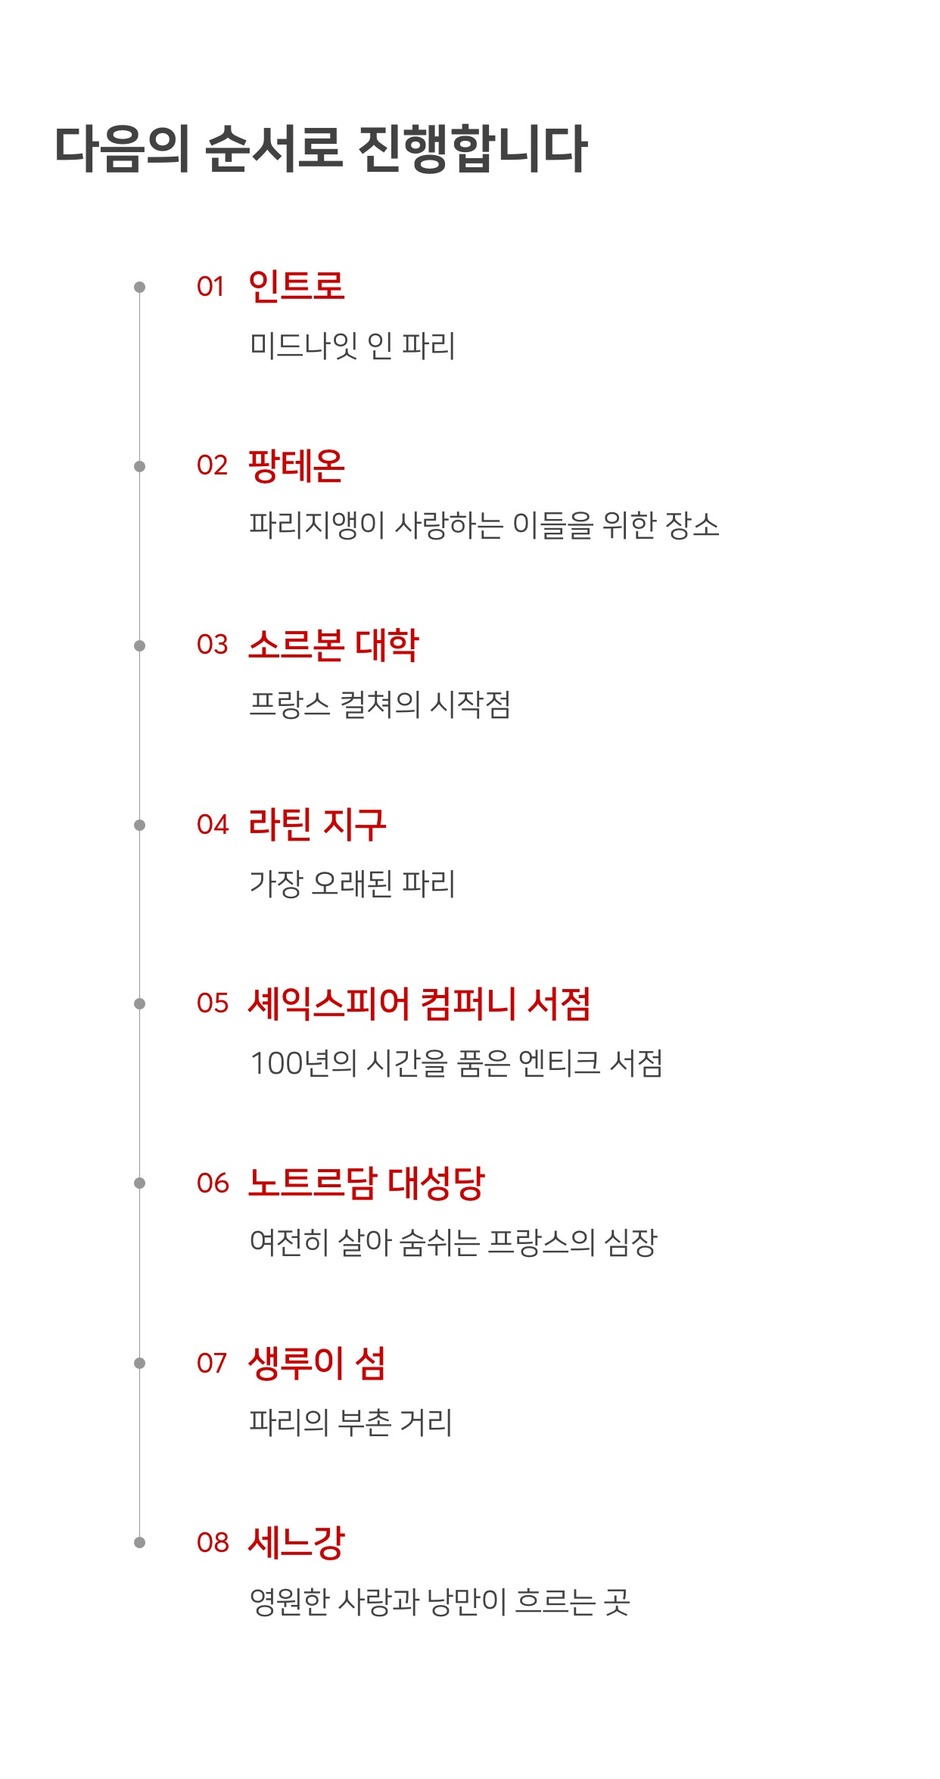 다음의 순서로 진행합니다
01 인트로
미드나잇 인 파리
02 팡테온
파리지앵이 사랑하는 이들을 위한 장소
03 소르본 대학
프랑스 컬쳐의 시작점
04 라틴 지구
가장 오래된 파리
05 셰익스피어 컴퍼니 서점
100년의 시간을 품은 엔티크 서점
06 노트르담 대성당
여전히 살아 숨쉬는 프랑스의 심장
07 생루이 섬
파리의 부촌 거리
08 세느강
영원한 사랑과 낭만이 흐르는 곳